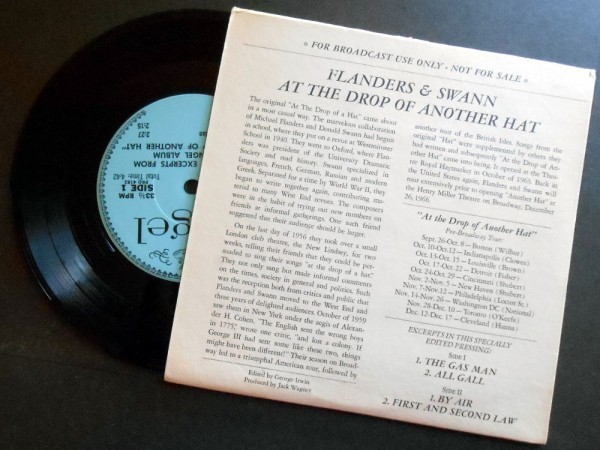 * FOR BROADCAST USE ONLY - NOT FOR SALE *
FLANDERS & SWANN
AT THE DROP OF ANOTHER HAT
The original "At The Drop of a Hat" came about
in a most casual way. The marvelous collaboration
of Michael Flanders and Donald Swann had begun
in school, where they put on a revue at Westminster
School in 1940. They went to Oxford, where Flan-
ders was president of the University Dramatic
Society and read history. Swann specialized in
Languages, French, German, Russian and modern
Greek. Separated for a time by World War II, they
began to write together again, contributing ma-
terial to many West End revues. The composers
were in the habit of trying out new numbers on
friends at informal gatherings. One such friend
suggested that their audience should be larger.
On the last day of 1956 they took over a small
London club theatre, the New Lindsey, for two
weeks, telling their friends that they could be per-
suaded to sing their songs "at the drop of a hat."
They not only sang but made informal comments
on the times, society in general and politics. Such
was the reception both from critics and public that
Flanders and Swann moved to the West End and
three years of delighted audiences. October of 1959
saw them in New York under the aegis of Alexan-
der H. Cohen. "The English sent the wrong boys
in 1775," wrote one critic, "and lost a colony. If
George III had sent some like these two, things
might have been different!" Their season on Broad-
way led to a triumphal American tour, followed by
another tour of the British Isles. Songs from the
original "Hat" were supplemented by others they
had written and subsequently "At the Drop of An-
other Hat" came into being. It opened at the Thea-
tre Royal Haymarket in October of 1963. Back in
the United States again, Flanders and Swann will
tour extensively prior to opening "Another Hat" at
the Henry Miller Theatre on Broadway, December
26, 1966.
"At the Drop of Another Hat"
Pre-Broadway Tour:
Sept. 26-Oct. 8 - Boston (Wilbur)
Oct. 10-Oct. 12 - Indianapolis (Clowes)
Oct. 13-Oct. 15 - Louisville (Brown)
Oct. 17-Oct. 22 - Detroit (Fisher)
Oct. 24-Oct. 29 - Cincinnati (Shubert)
Nov. 2-Nov. 5 - New Haven (Shubert)
Nov. 7-Nov. 12 - Philadelphia (Locust St.)
Nov. 14-Nov. 26 - Washington DC (National)
Nov. 28-Dec. 10 - Toronto (O'Keefe)
Dec. 12-Dec. 17 - Cleveland (Hanna)
EXCERPTS IN THIS SPECIALLY
EDITED PRESSING:
SIDE I
1. THE GAS MAN
2. ALL GALL
SIDE II
1. BY AIR
2. FIRST AND SECOND LAW
Edited by George Irwin
Produced by Jack Wagner
gel
33⅓ RPM
SIDE 1
Total Time: 4:42
EXCERPTS FROM
NGEL ALBUM
OF ANOTHER HAT"
2:27
2:15